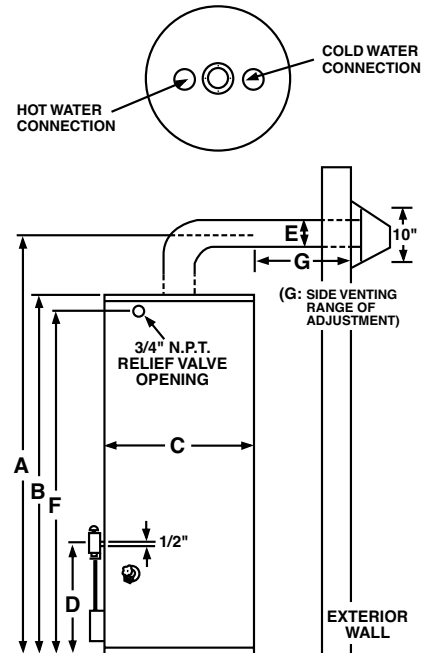 COLD WATER
CONNECTION
HOT WATER
CONNECTION
E
10"
G
(G: SIDE VENTING
RANGE OF
ADJUSTMENT)
3/4" N.P.T.
RELIEF VALVE
OPENING
A
B
F
C
D
1/2"
EXTERIOR
WALL